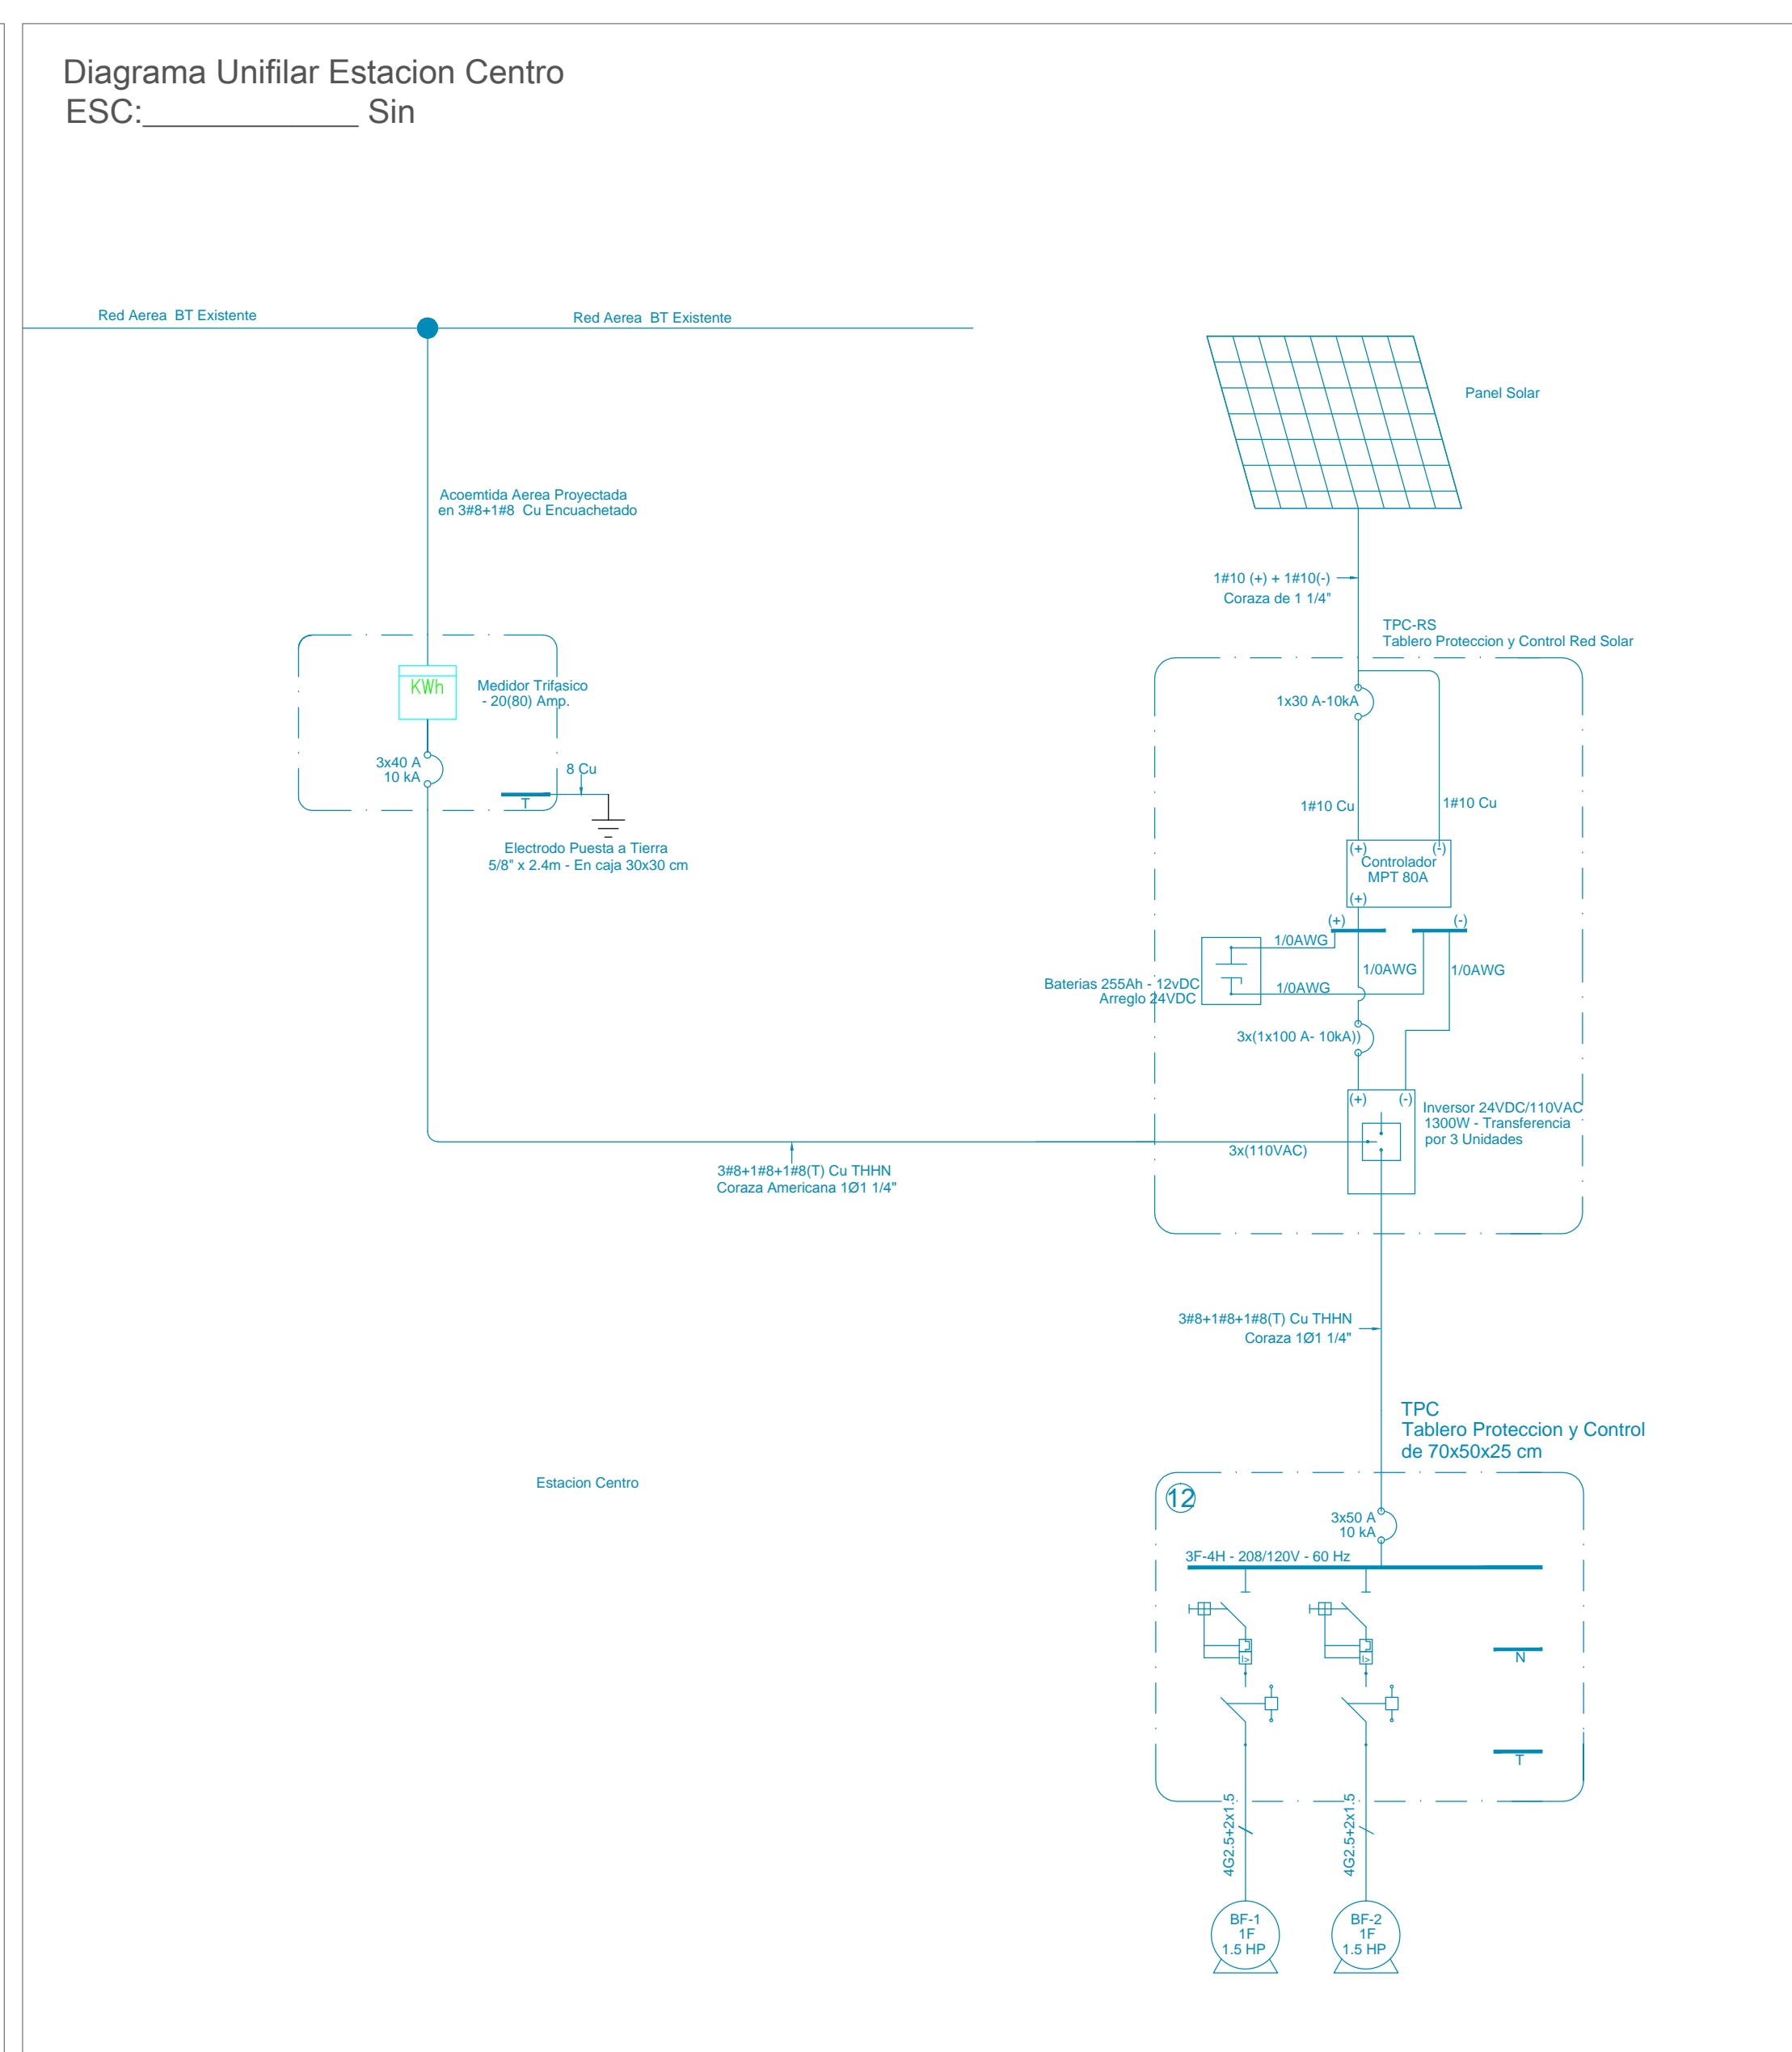 Diagrama Unifilar Estacion Centro
ESC:____________ Sin
Red Aerea BT Existente
Red Aerea BT Existente
Panel Solar
Acoemtida Aerea Proyectada
en 3#8+1#8 Cu Encuachetado
1#10 (+) + 1#10(-)
Coraza de 1 1/4"
TPC-RS
Tablero Proteccion y Control Red Solar
KWh
Medidor Trifasico
- 20(80) Amp.
3x40 A
10 kA
8 Cu
T
Electrodo Puesta a Tierra
5/8" x 2.4m - En caja 30x30 cm
1x30 A-10kA
1#10 Cu
1#10 Cu
(+)
(-)
Controlador
MPT 80A
(+)
(+)
(-)
1/0AWG
1/0AWG
1/0AWG
1/0AWG
Baterias 255Ah - 12vDC
Arreglo 24VDC
3x(1x100 A- 10kA))
(+)
(-)
Inversor 24VDC/110VAC
1300W - Transferencia
por 3 Unidades
3x(110VAC)
3#8+1#8+1#8(T) Cu THHN
Coraza Americana 1Ø1 1/4"
3#8+1#8+1#8(T) Cu THHN
Coraza 1Ø1 1/4"
TPC
Tablero Proteccion y Control
de 70x50x25 cm
Estacion Centro
12
3x50 A
10 kA
3F-4H - 208/120V - 60 Hz
I>
I>
N
T
4G2.5+2x1.5
4G2.5+2x1.5
BF-1
1F
1.5 HP
BF-2
1F
1.5 HP